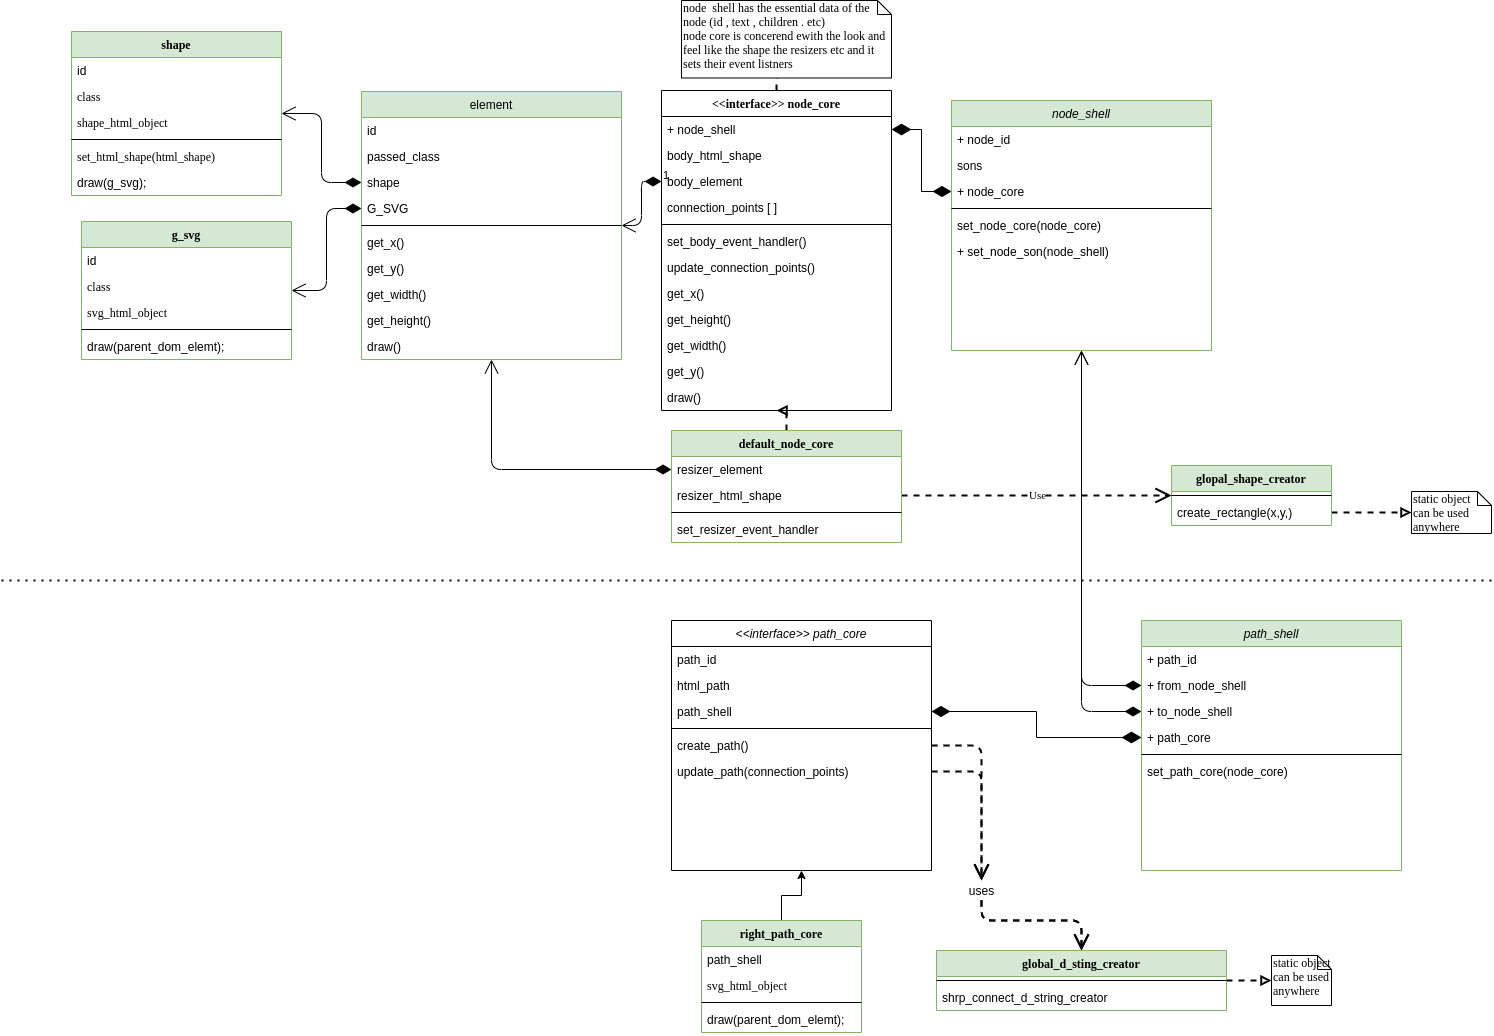 node  shell has the essential data of the
node (id , text , children . etc)
node core is concerend ewith the look and
feel like the shape the resizers etc and it
sets their event listners
shape
id
class
shape_html_object
set_html_shape(html_shape)
draw(g_svg);
g_svg
id
class
svg_html_object
draw(parent_dom_elemt);
element
id
passed_class
shape
G_SVG
get_x()
get_y()
get_width()
get_height()
draw()
<<interface>> node_core
+ node_shell
body_html_shape
1
body_element
connection_points [ ]
set_body_event_handler()
update_connection_points()
get_x()
get_height()
get_width()
get_y()
draw()
node_shell
+ node_id
sons
+ node_core
set_node_core(node_core)
+ set_node_son(node_shell)
default_node_core
resizer_element
resizer_html_shape
set_resizer_event_handler
Use
glopal_shape_creator
create_rectangle(x,y,)
static object
can be used
anywhere
<<interface>> path_core
path_id
html_path
path_shell
create_path()
update_path(connection_points)
path_shell
+ path_id
+ from_node_shell
+ to_node_shell
+ path_core
set_path_core(node_core)
uses
right_path_core
path_shell
svg_html_object
draw(parent_dom_elemt);
global_d_sting_creator
shrp_connect_d_string_creator
static object
can be used
anywhere